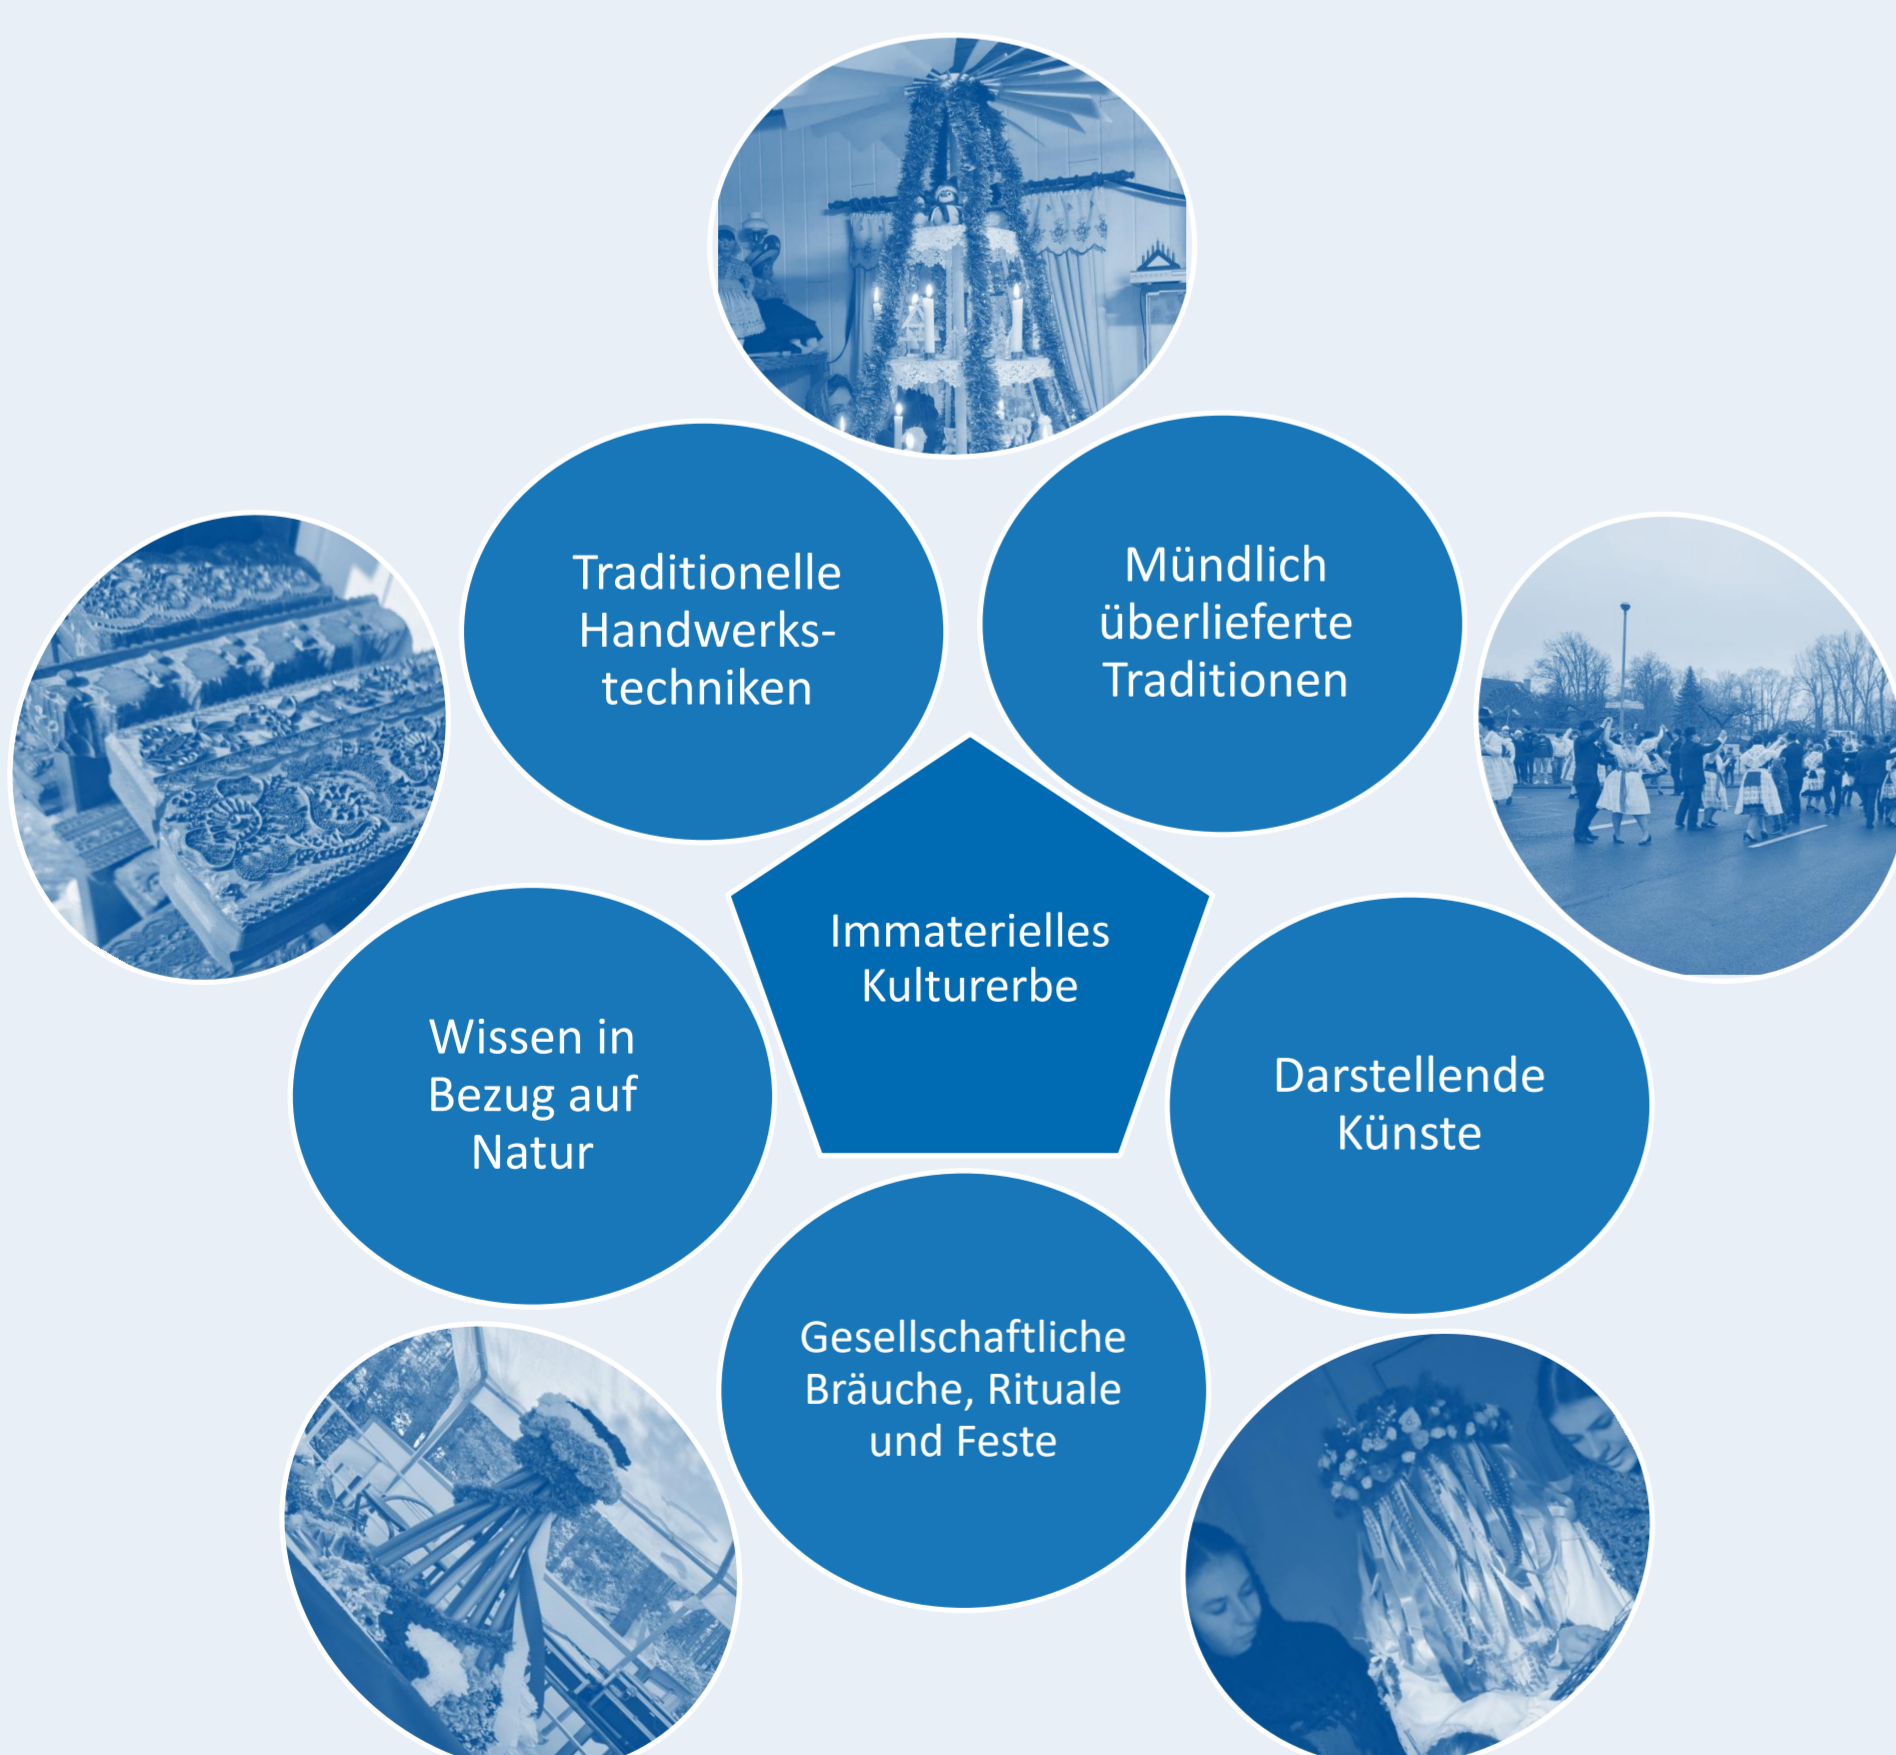 Traditionelle
Handwerks-
techniken
Mündlich
überlieferte
Traditionen
Immaterielles
Kulturerbe
Wissen in
Bezug auf
Natur
Darstellende
Künste
Gesellschaftliche
Bräuche, Rituale
und Feste